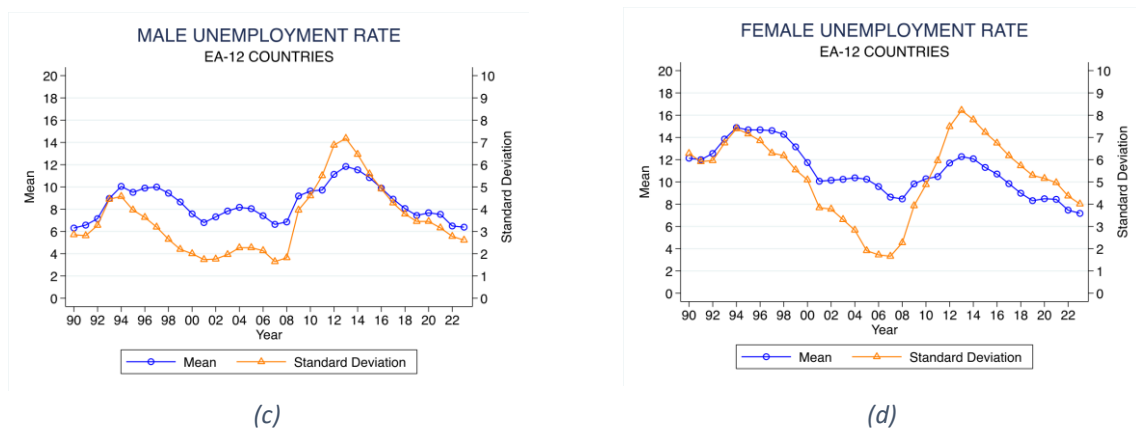 MALE UNEMPLOYMENT RATE
EA-12 COUNTRIES
20
18
16
14
12
10
8
6
4
2
0
Mean
10
9
8
7
6
5
4
3
2
1
0
Standard Deviation
90 92 94 96 98 00 02 04 06 08 10 12 14 16 18 20 22
Year
Mean Standard Deviation
(c)
FEMALE UNEMPLOYMENT RATE
EA-12 COUNTRIES
20
18
16
14
12
10
8
6
4
2
0
Mean
10
9
8
7
6
5
4
3
2
1
0
Standard Deviation
90 92 94 96 98 00 02 04 06 08 10 12 14 16 18 20 22
Year
Mean Standard Deviation
(d)